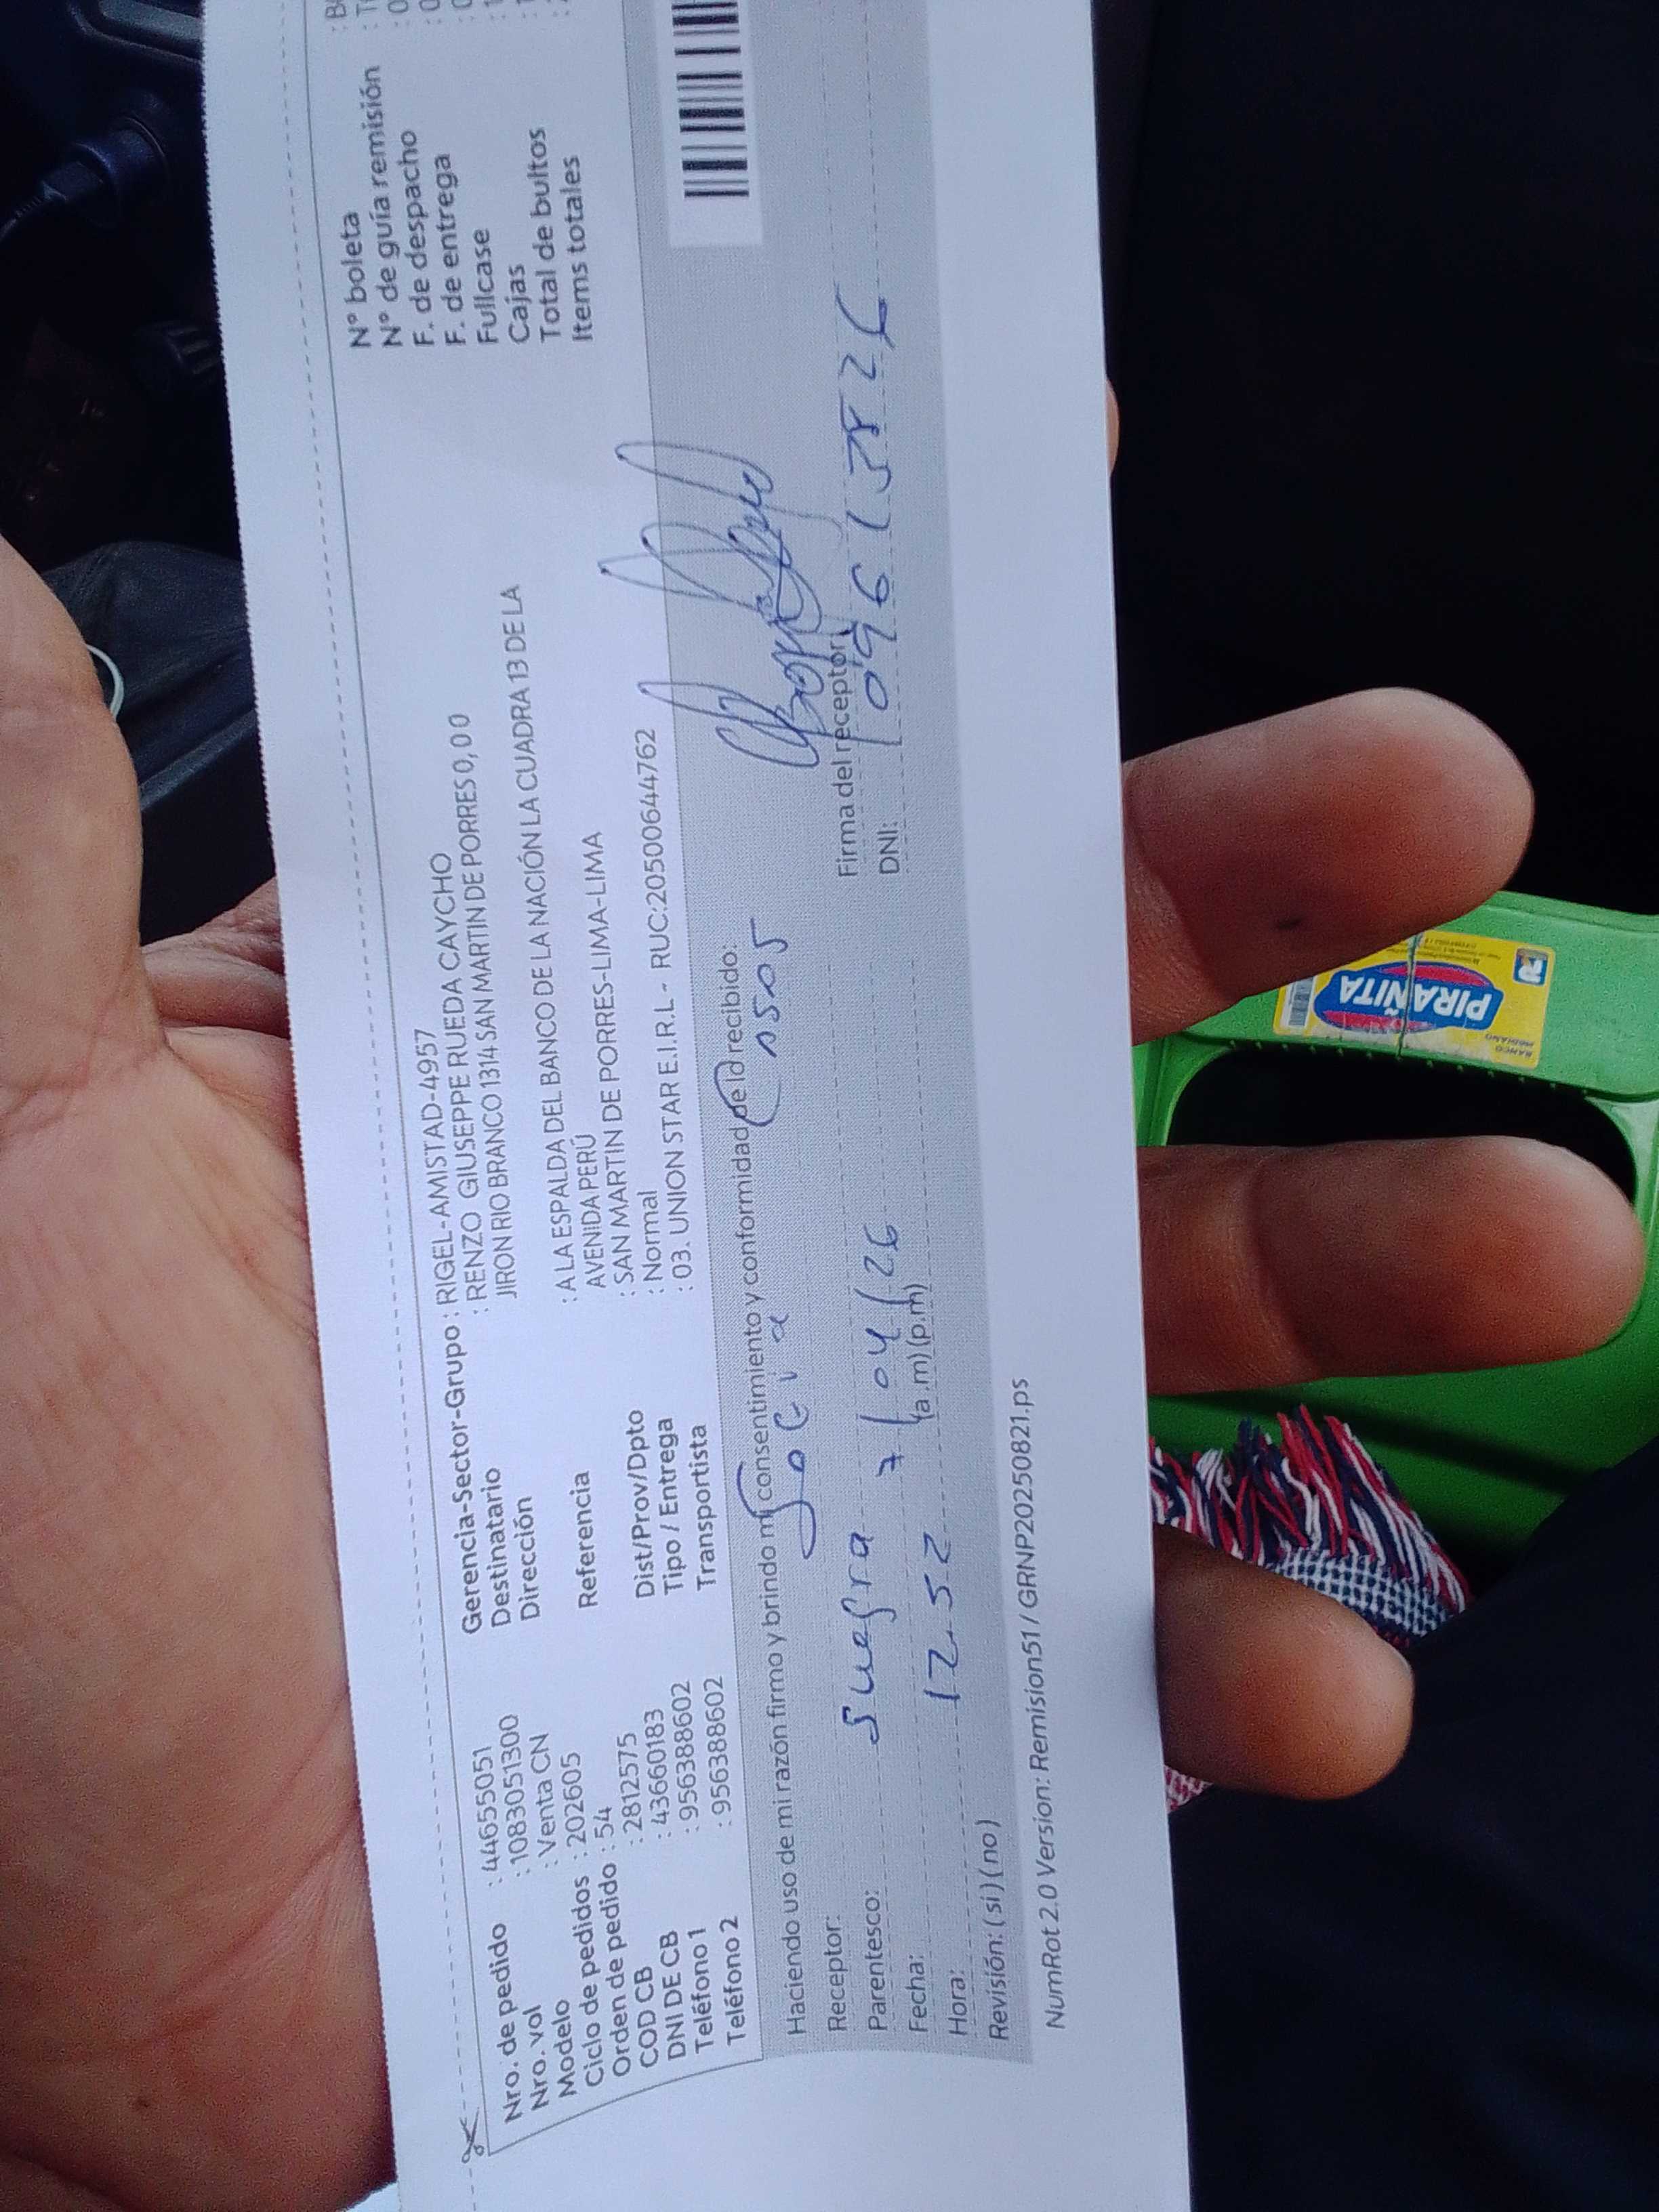 Nro. de pedido : 44655051
Nro. vol : 1083051300
Modelo : Venta CN
Ciclo de pedidos : 202605
Orden de pedido : 54
COD CB : 2812575
DNI DE CB : 43660183
Teléfono 1 : 956388602
Teléfono 2 : 956388602
Gerencia-Sector-Grupo : RIGEL-AMISTAD-4957
Destinatario : RENZO GIUSEPPE RUEDA CAYCHO
Dirección JIRON RIO BRANCO 1314 SAN MARTIN DE PORRES 0,0 0
Referencia : A LA ESPALDA DEL BANCO DE LA NACIÓN LA CUADRA 13 DE LA
AVENIDA PERÚ
Dist/Prov/Dpto : SAN MARTIN DE PORRES-LIMA-LIMA
Tipo / Entrega : Normal
Transportista : 03. UNION STAR E.I.R.L - RUC:20500644762
N° boleta
N° de guía remisión
F. de despacho
F. de entrega
Fullcase
Cajas
Total de bultos
Items totales
Haciendo uso de mi razón firmo y brindo mi consentimiento y conformidad de lo recibido:
Receptor:
Parentesco: suegra
Fecha: 7/04/26
Hora: 12.52 (a.m) (p.m)
Revisión: ( si ) ( no )
Firma del receptor:
DNI:
NumRot 2.0 Version: Remision51 / GRNP20250821.ps
PIRAÑITA
BANCO
MEDIANO
R